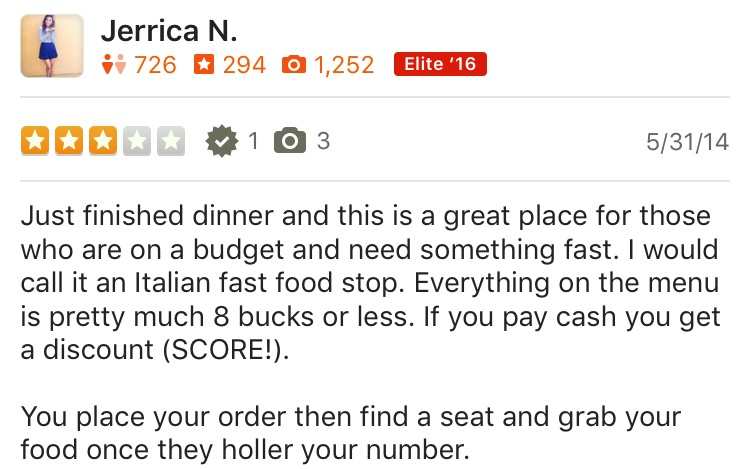 Jerrica N.
726 294 1,252 Elite '16
1 3 5/31/14
Just finished dinner and this is a great place for those
who are on a budget and need something fast. I would
call it an Italian fast food stop. Everything on the menu
is pretty much 8 bucks or less. If you pay cash you get
a discount (SCORE!).
You place your order then find a seat and grab your
food once they holler your number.